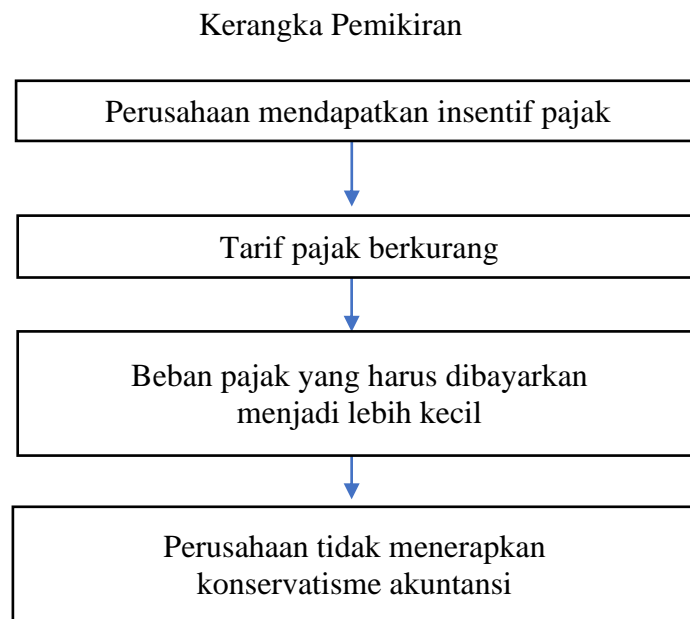 Kerangka Pemikiran
Perusahaan mendapatkan insentif pajak
Tarif pajak berkurang
Beban pajak yang harus dibayarkan
menjadi lebih kecil
Perusahaan tidak menerapkan
konservatisme akuntansi